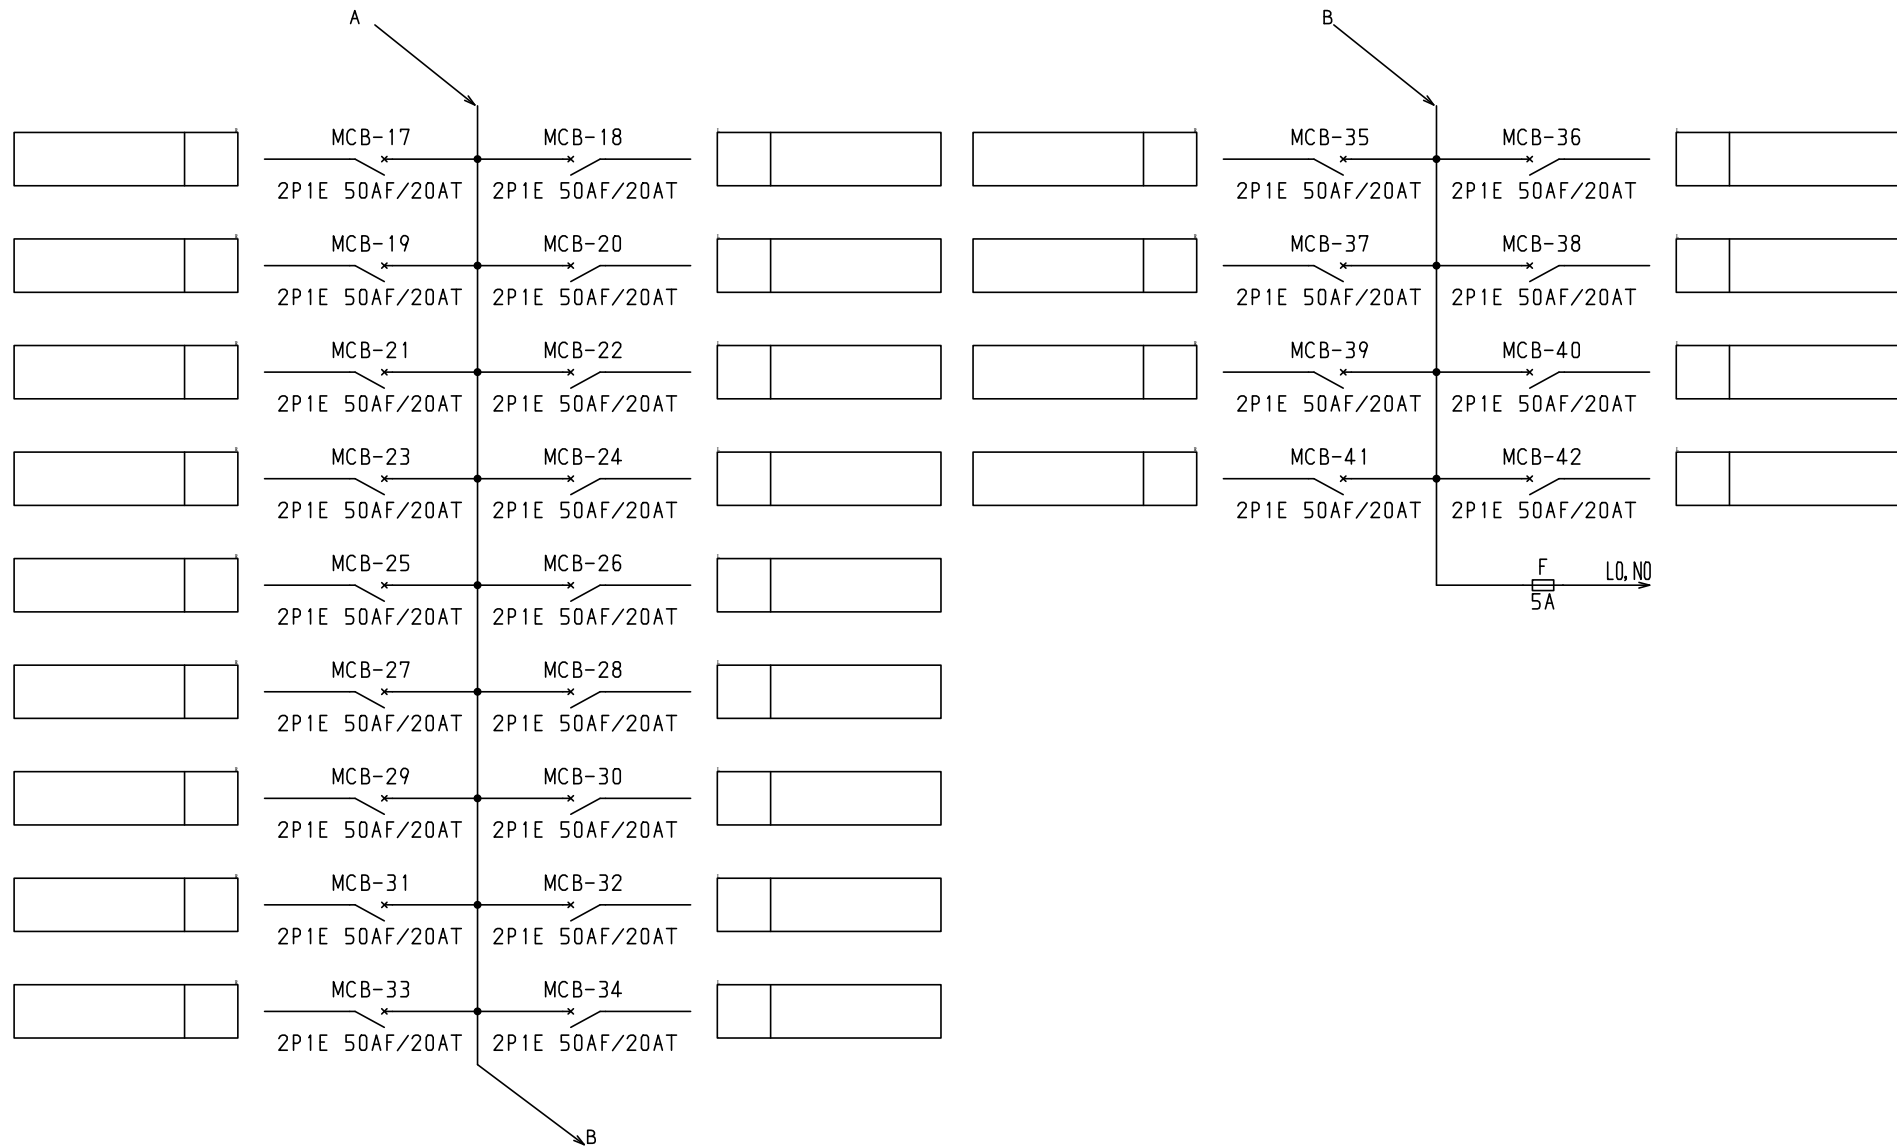 A
B
MCB-17 MCB-18 MCB-35 MCB-36
2P1E 50AF/20AT 2P1E 50AF/20AT 2P1E 50AF/20AT 2P1E 50AF/20AT
MCB-19 MCB-20 MCB-37 MCB-38
2P1E 50AF/20AT 2P1E 50AF/20AT 2P1E 50AF/20AT 2P1E 50AF/20AT
MCB-21 MCB-22 MCB-39 MCB-40
2P1E 50AF/20AT 2P1E 50AF/20AT 2P1E 50AF/20AT 2P1E 50AF/20AT
MCB-23 MCB-24 MCB-41 MCB-42
2P1E 50AF/20AT 2P1E 50AF/20AT 2P1E 50AF/20AT 2P1E 50AF/20AT
MCB-25 MCB-26 F L0,N0
2P1E 50AF/20AT 2P1E 50AF/20AT 5A
MCB-27 MCB-28
2P1E 50AF/20AT 2P1E 50AF/20AT
MCB-29 MCB-30
2P1E 50AF/20AT 2P1E 50AF/20AT
MCB-31 MCB-32
2P1E 50AF/20AT 2P1E 50AF/20AT
MCB-33 MCB-34
2P1E 50AF/20AT 2P1E 50AF/20AT
B